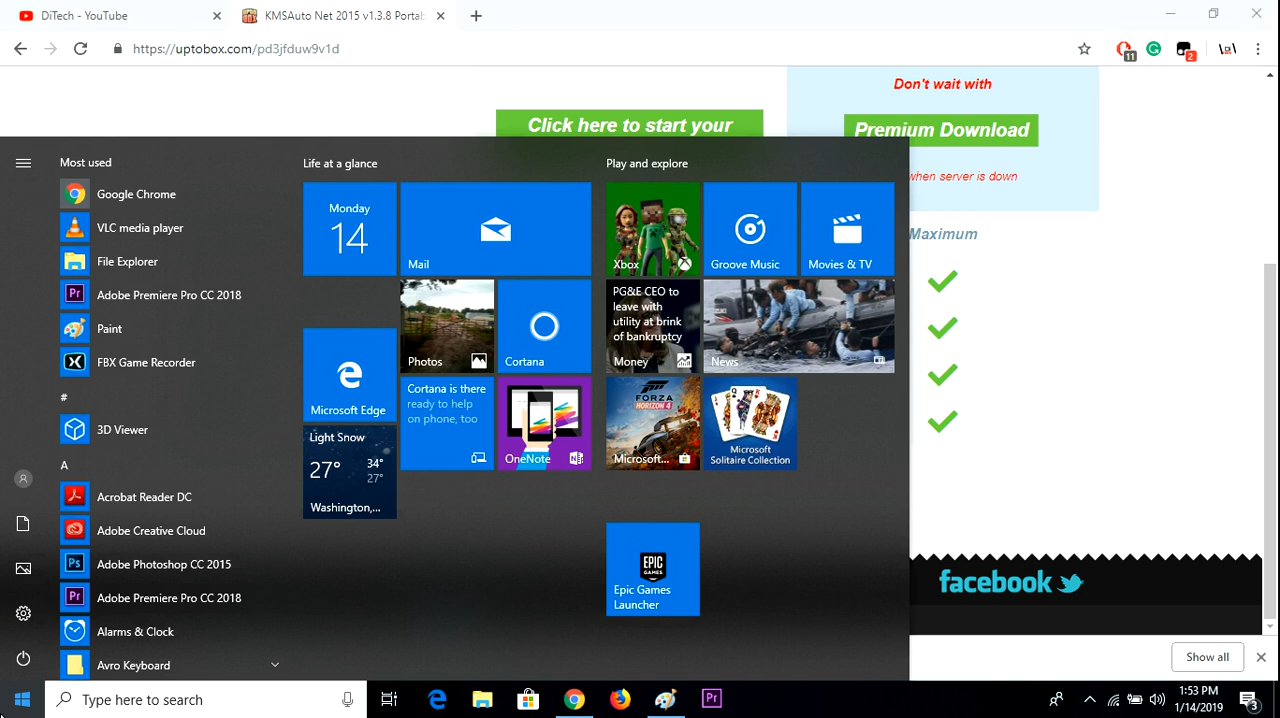 DiTech - YouTube
KMSAuto Net 2015 v1.3.8 Portab
https://uptobox.com/pd3jfduw9v1d
11
2
Don't wait with
Click here to start your
Premium Download
when server is down
Maximum
Most used
Google Chrome
VLC media player
File Explorer
Adobe Premiere Pro CC 2018
Paint
FBX Game Recorder
#
3D Viewer
A
Acrobat Reader DC
Adobe Creative Cloud
Adobe Photoshop CC 2015
Adobe Premiere Pro CC 2018
Alarms & Clock
Avro Keyboard
Life at a glance
Monday
14
Mail
Photos
Cortana
Microsoft Edge
Cortana is there
ready to help
on phone, too
OneNote
Light Snow
27°
34°
27°
Washington,...
Play and explore
Xbox
Groove Music
Movies & TV
PG&E CEO to
leave with
utility at brink
of bankruptcy
Money
News
FORZA
HORIZON 4
Microsoft...
Microsoft
Solitaire Collection
EPIC
GAMES
Epic Games
Launcher
facebook
Show all
Type here to search
1:53 PM
1/14/2019
3